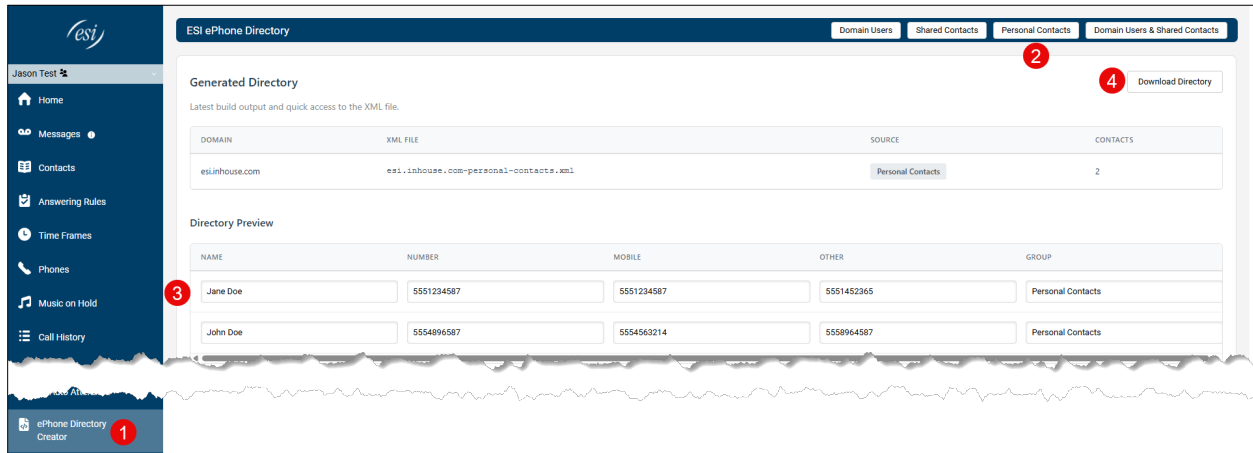 esi
Jason Test
Home
Messages
Contacts
Answering Rules
Time Frames
Phones
Music on Hold
Call History
ePhone Directory
Creator
1
ESI ePhone Directory
Domain Users
Shared Contacts
Personal Contacts
Domain Users & Shared Contacts
2
Generated Directory
4
Download Directory
Latest build output and quick access to the XML file.
DOMAIN XML FILE SOURCE CONTACTS
esi.inhouse.com esi.inhouse.com-personal-contacts.xml Personal Contacts 2
Directory Preview
NAME NUMBER MOBILE OTHER GROUP
3
Jane Doe 5551234587 5551234587 5551452365 Personal Contacts
John Doe 5554896587 5554563214 5558964587 Personal Contacts